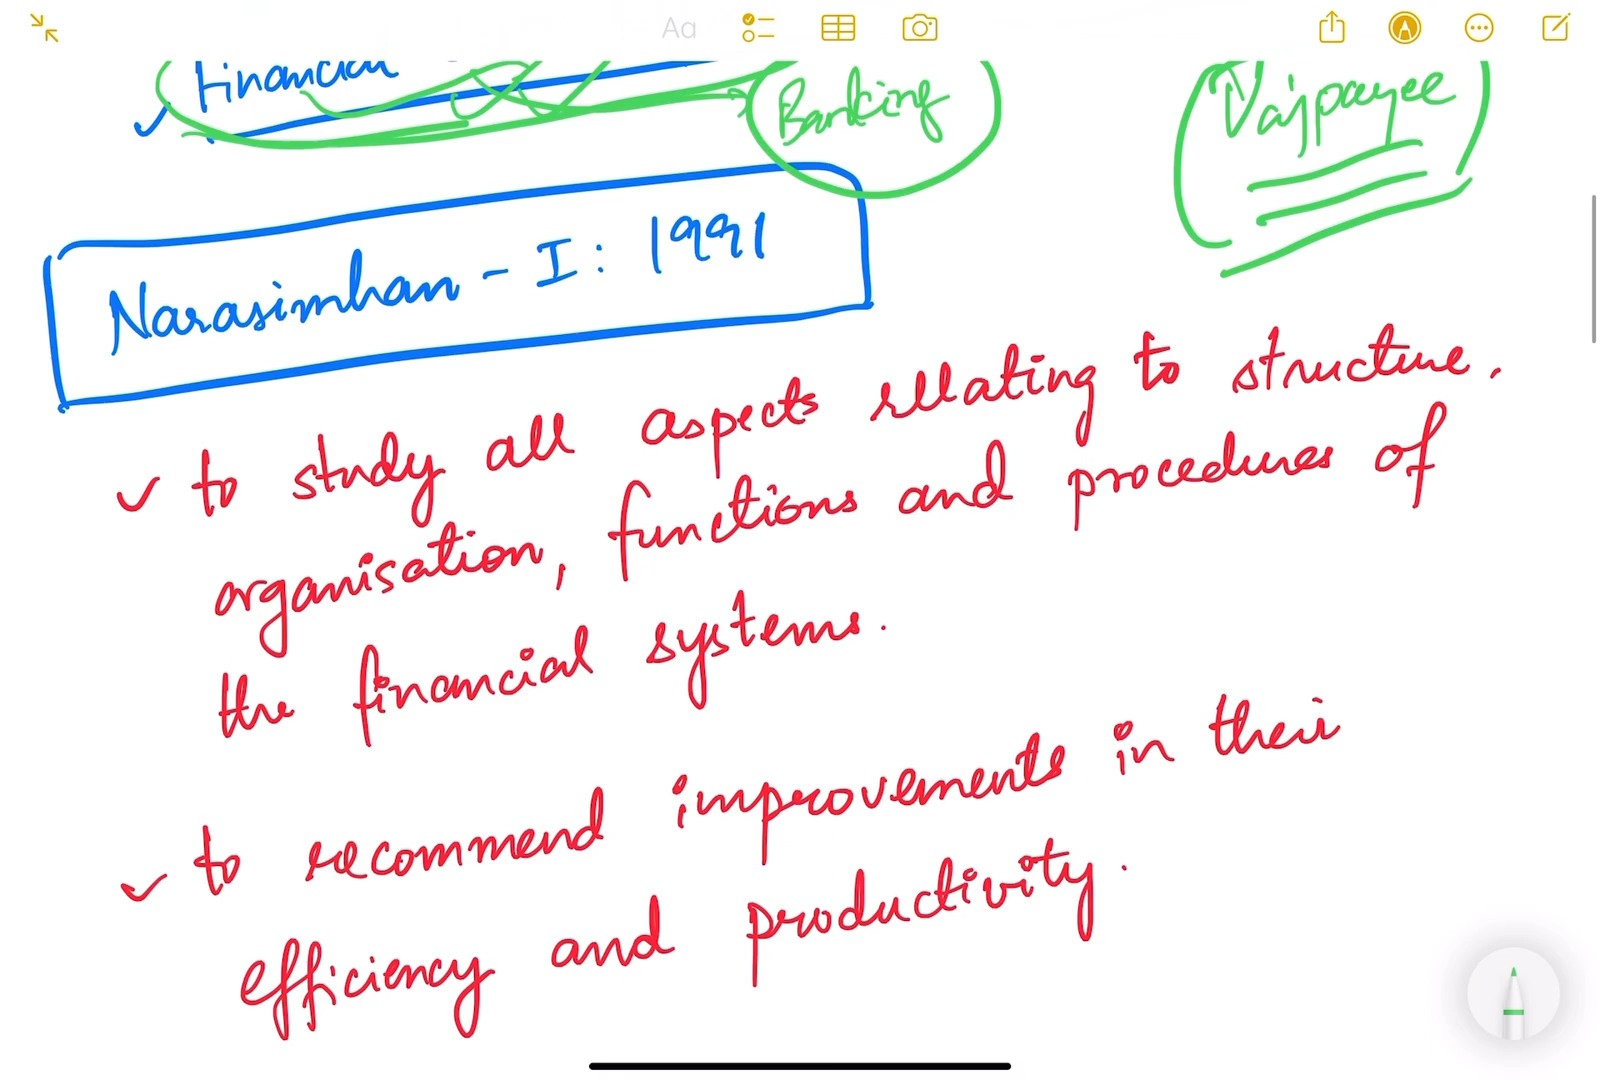 Aa
Financial
Banking
Vajpayee
Narasimhan - I: 1991
✓ to study all aspects relating to structure,
organisation, functions and procedures of
the financial systems.
✓ to recommend improvements in their
efficiency and productivity.